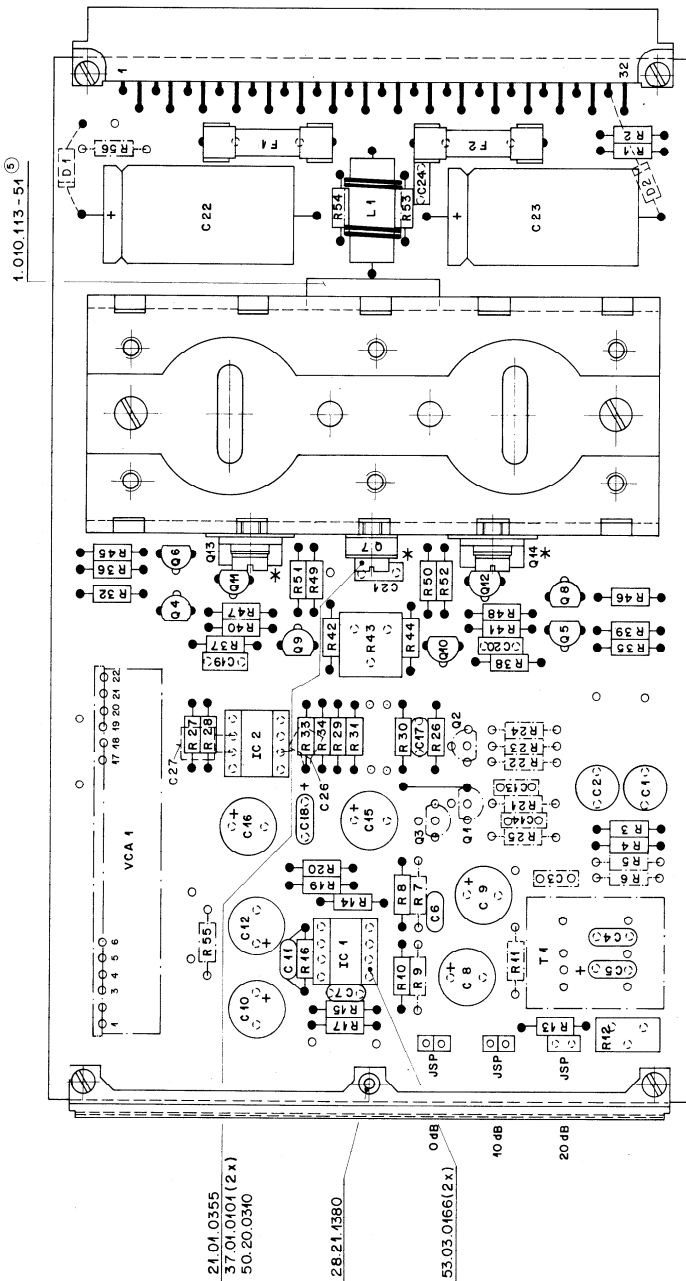 1.010.113-51 ⑤
1
32
D1
R56
F1
F2
R2
R1
D2
C22
R54
L1
R53
C24
C23
+
+
R45
R36
R32
Q6
Q4
Q13
Q11
*
R51
R49
Q17
*
C21
R50
R52
Q12
Q14
*
R47
R40
R37
C19
Q9
R42
R43
R44
Q10
R48
R41
C20
R38
Q8
Q5
R46
R39
R35
VCA 1
22
21
20
19
18
17
6
5
4
3
1
C27
R27
R28
IC 2
R33
R34
R29
R31
C26
R30
C17
R26
Q2
R24
R23
R22
C16
+
C18
+
C15
+
Q3
Q1
C13
R21
C14
R25
C2
C1
R3
R4
R5
R6
R20
R19
R14
R8
R7
C6
C9
+
C3
R55
C12
+
C11
R16
IC 1
R10
R9
C8
+
R11
T1
C4
C5
+
C10
+
C7
R15
R17
R13
R12
JSP
JSP
JSP
0 dB
10 dB
20 dB
21.01.0355
37.01.0101 (2x)
50.20.0310
28.21.1380
53.03.0166 (2x)